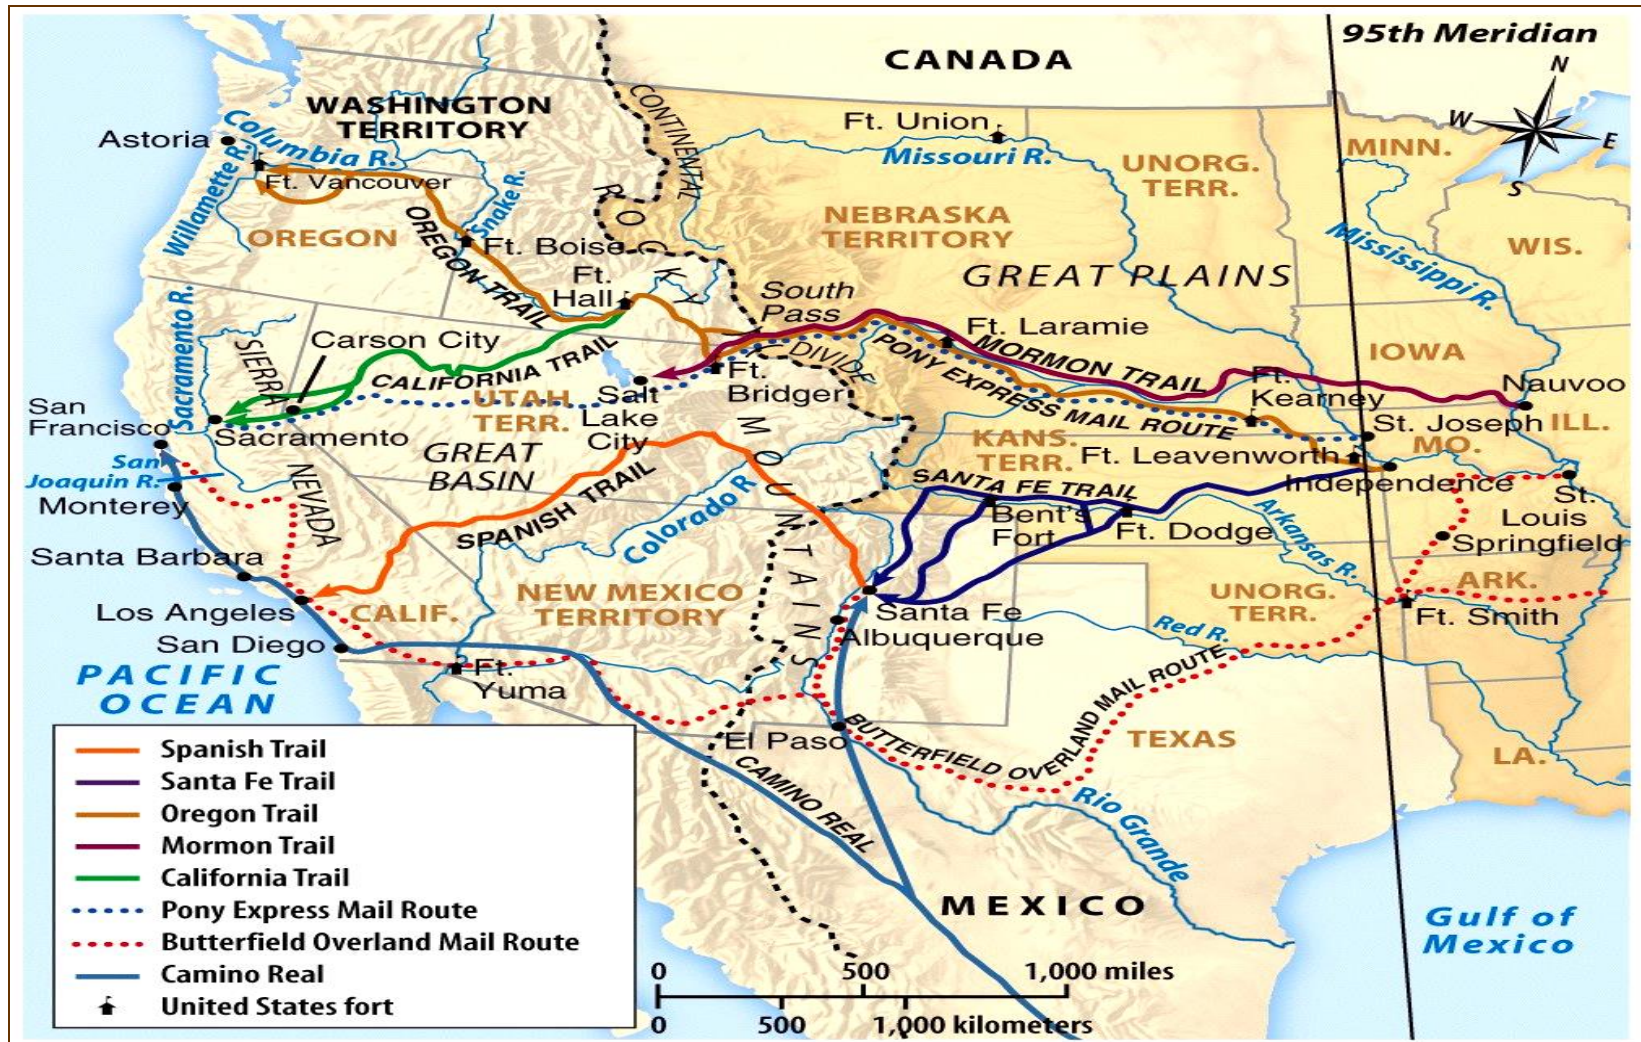 95th Meridian
CANADA
N
W
E
S
WASHINGTON
TERRITORY
CONTINENTAL
DIVIDE
Astoria
Columbia R.
Willamette R.
Ft. Vancouver
Snake R.
OREGON
OREGON TRAIL
Ft. Boise
Ft.
Hall
ROCKY
MOUNTAINS
Ft. Union
Missouri R.
UNORG.
TERR.
MINN.
NEBRASKA
TERRITORY
GREAT PLAINS
Mississippi R.
WIS.
South
Pass
Ft. Laramie
MORMON TRAIL
IOWA
Sacramento R.
SIERRA
NEVADA
Carson City
CALIFORNIA TRAIL
UTAH
TERR.
Salt
Lake
City
Ft.
Bridger
PONY EXPRESS MAIL ROUTE
Ft.
Kearney
Nauvoo
San
Francisco
Sacramento
GREAT
BASIN
KANS.
TERR.
St. Joseph
ILL.
MO.
Ft. Leavenworth
Independence
San
Joaquin R.
Monterey
SPANISH TRAIL
Colorado R
SANTA FE TRAIL
Bent's
Fort
Ft. Dodge
Arkansas R.
St.
Louis
Springfield
Santa Barbara
Los Angeles
CALIF.
San Diego
NEW MEXICO
TERRITORY
Santa Fe
Albuquerque
UNORG.
TERR.
ARK.
Ft. Smith
Red R.
PACIFIC
OCEAN
Ft.
Yuma
El Paso
BUTTERFIELD OVERLAND MAIL ROUTE
TEXAS
LA.
CAMINO REAL
Rio Grande
MEXICO
Gulf of
Mexico
Spanish Trail
Santa Fe Trail
Oregon Trail
Mormon Trail
California Trail
Pony Express Mail Route
Butterfield Overland Mail Route
Camino Real
United States fort
0 500 1,000 miles
0 500 1,000 kilometers